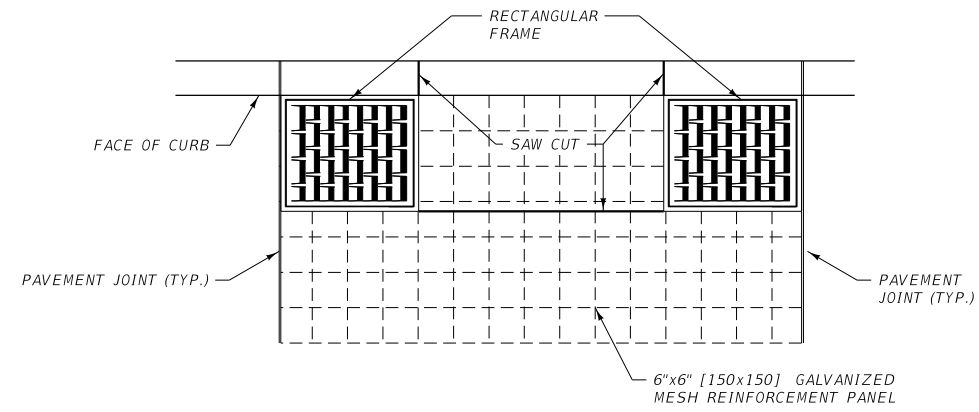 RECTANGULAR
FRAME
FACE OF CURB
SAW CUT
PAVEMENT JOINT (TYP.)
PAVEMENT
JOINT (TYP.)
6"x6" [150x150] GALVANIZED
MESH REINFORCEMENT PANEL